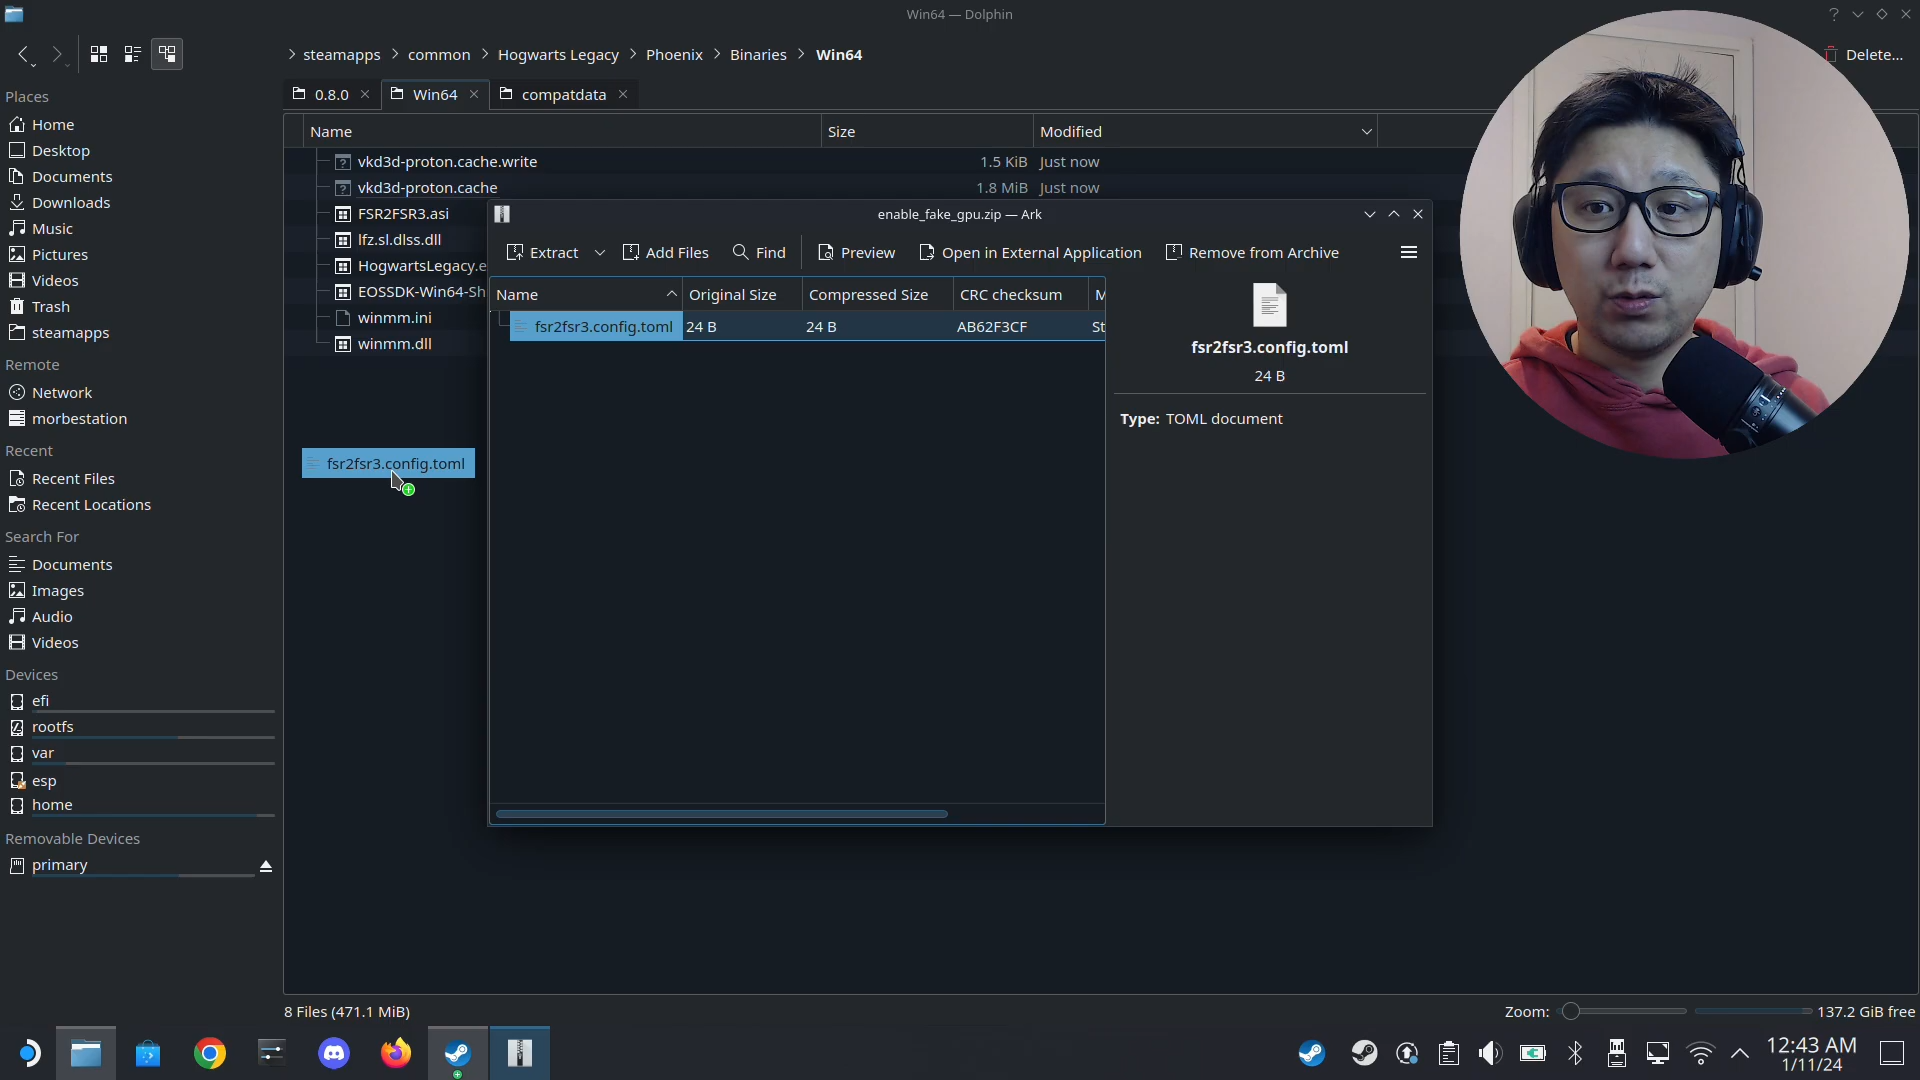 Win64 — Dolphin
steamapps > common > Hogwarts Legacy > Phoenix > Binaries > Win64
Delete...
0.8.0
Win64
compatdata
Places
Home
Desktop
Documents
Downloads
Music
Pictures
Videos
Trash
steamapps
Remote
Network
morbestation
Recent
Recent Files
Recent Locations
Search For
Documents
Images
Audio
Videos
Devices
efi
rootfs
var
esp
home
Removable Devices
primary
Name Size Modified
vkd3d-proton.cache.write 1.5 KiB Just now
vkd3d-proton.cache 1.8 MiB Just now
FSR2FSR3.asi
lfz.sl.dlss.dll
HogwartsLegacy.e
EOSSDK-Win64-Sh
winmm.ini
winmm.dll
fsr2fsr3.config.toml
enable_fake_gpu.zip — Ark
Extract Add Files Find Preview Open in External Application Remove from Archive
Name Original Size Compressed Size CRC checksum M
fsr2fsr3.config.toml 24 B 24 B AB62F3CF St
fsr2fsr3.config.toml
24 B
Type: TOML document
8 Files (471.1 MiB)
Zoom:
137.2 GiB free
12:43 AM
1/11/24